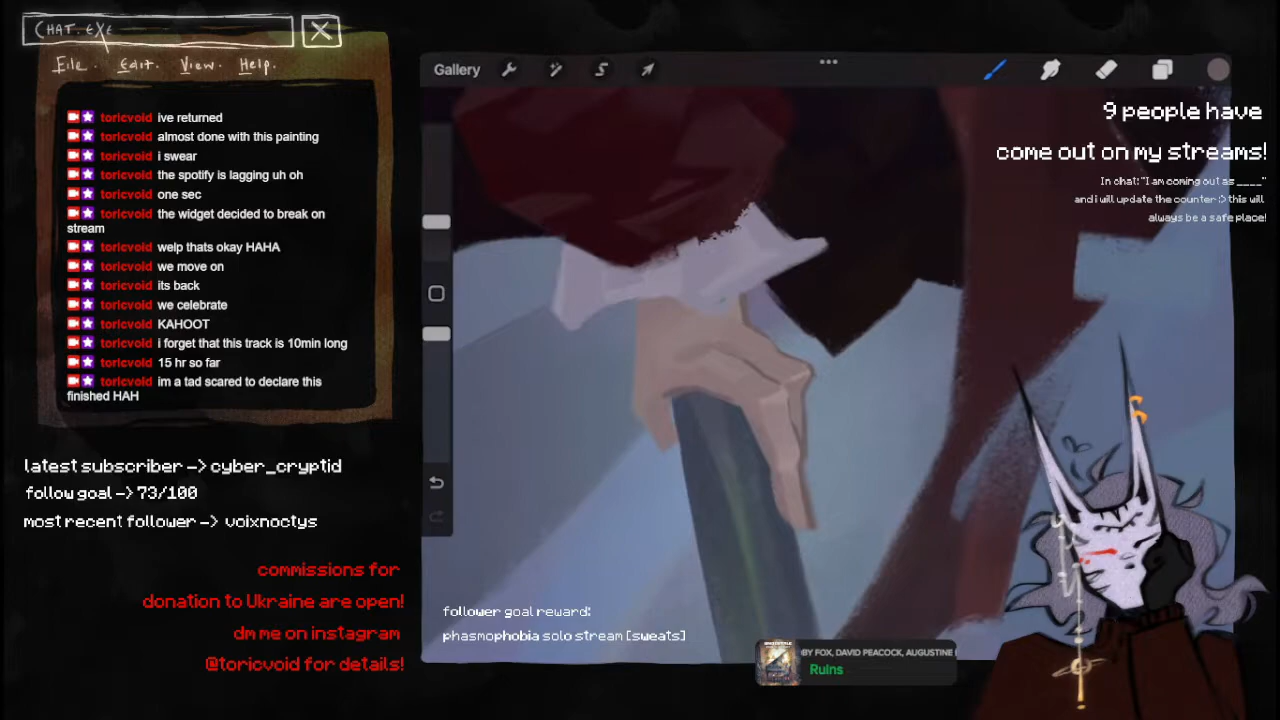 CHAT.EXE
File. Edit. View. Help.
toricvoid ive returned
toricvoid almost done with this painting
toricvoid i swear
toricvoid the spotify is lagging uh oh
toricvoid one sec
toricvoid the widget decided to break on
stream
toricvoid welp thats okay HAHA
toricvoid we move on
toricvoid its back
toricvoid we celebrate
toricvoid KAHOOT
toricvoid i forget that this track is 10min long
toricvoid 15 hr so far
toricvoid im a tad scared to declare this
finished HAH
latest subscriber -> cyber_cryptid
follow goal -> 73/100
most recent follower -> voixnoctys
commissions for
donation to Ukraine are open!
dm me on instagram
@toricvoid for details!
Gallery
9 people have
come out on my streams!
In chat: "I am coming out as ____"
and i will update the counter :> this will
always be a safe place!
follower goal reward:
phasmophobia solo stream [sweats]
BY FOX, DAVID PEACOCK, AUGUSTINE
Ruins